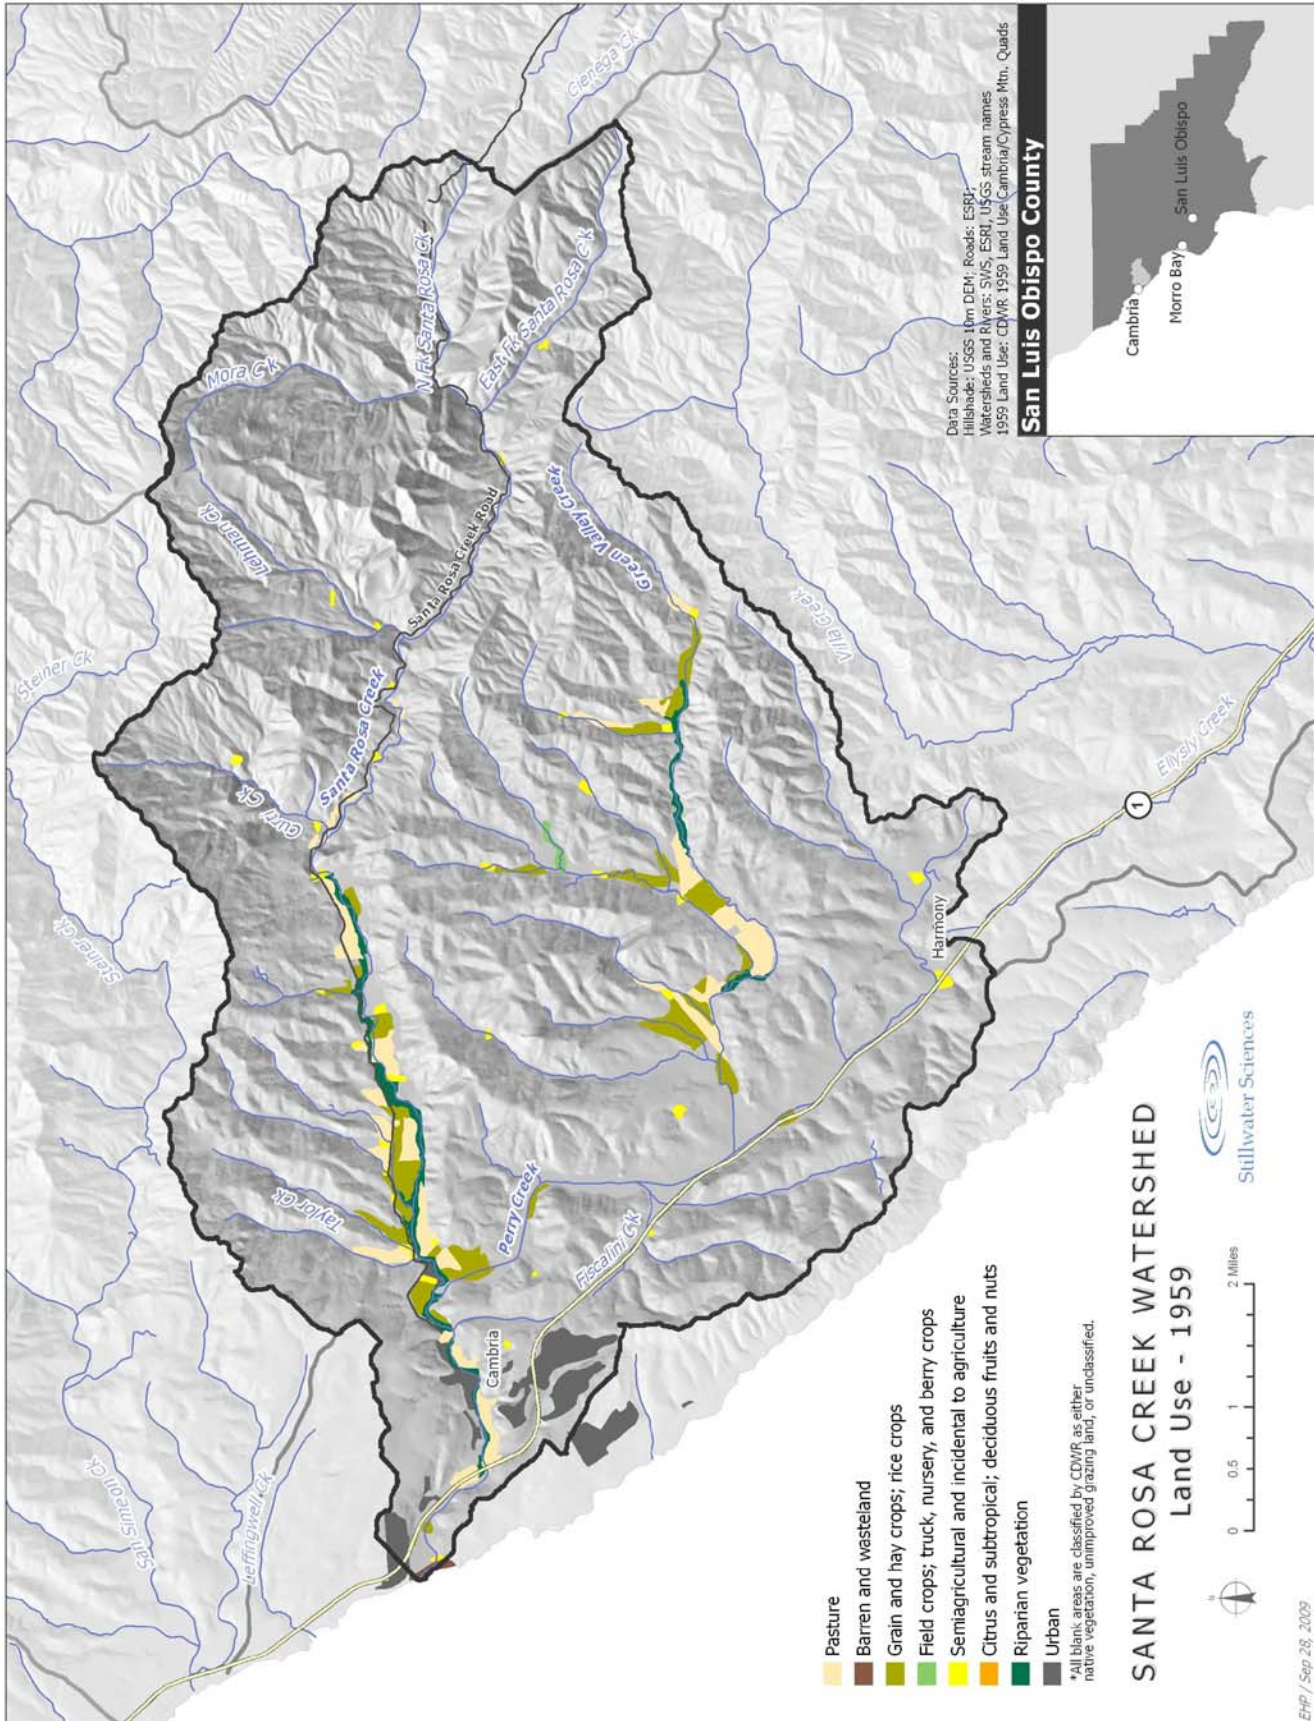 San Simeon Ck
Leffingwell Ck
Steiner Ck
Steiner Ck
Cienega Ck
Mora Ck
Lehman Ck
N Fk Santa Rosa Ck
East Fk Santa Rosa Ck
Curti Ck
Santa Rosa Creek
Santa Rosa Creek Road
Green Valley Creek
Taylor Ck
Perry Creek
Fiscalini Ck
Cambria
Villa Creek
Harmony
Ellysly Creek
1
Pasture
Barren and wasteland
Grain and hay crops; rice crops
Field crops; truck, nursery, and berry crops
Semiagricultural and incidental to agriculture
Citrus and subtropical; deciduous fruits and nuts
Riparian vegetation
Urban
*All blank areas are classified by CDWR as either
native vegetation, unimproved grazing land, or unclassified.
SANTA ROSA CREEK WATERSHED
Land Use - 1959
N
0 0.5 1 2 Miles
Stillwater Sciences
Data Sources:
Hillshade: USGS 10m DEM; Roads: ESRI;
Watersheds and Rivers: SWS, ESRI, USGS stream names
1959 Land Use: CDWR 1959 Land Use Cambria/Cypress Mtn. Quads
San Luis Obispo County
Cambria
Morro Bay
San Luis Obispo
EHP / Sep 28, 2009